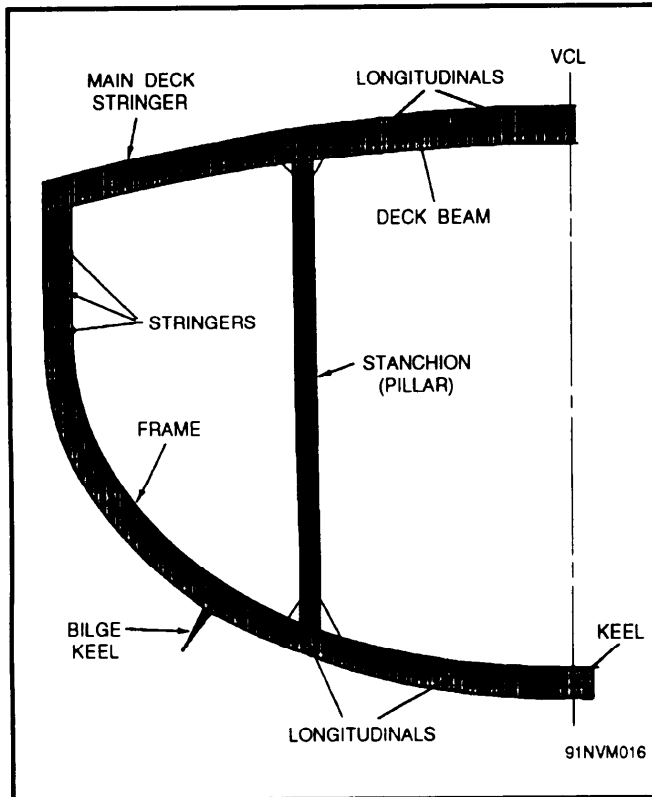 VCL
MAIN DECK
STRINGER
LONGITUDINALS
DECK BEAM
STRINGERS
STANCHION
(PILLAR)
FRAME
BILGE
KEEL
KEEL
LONGITUDINALS
91NVM016